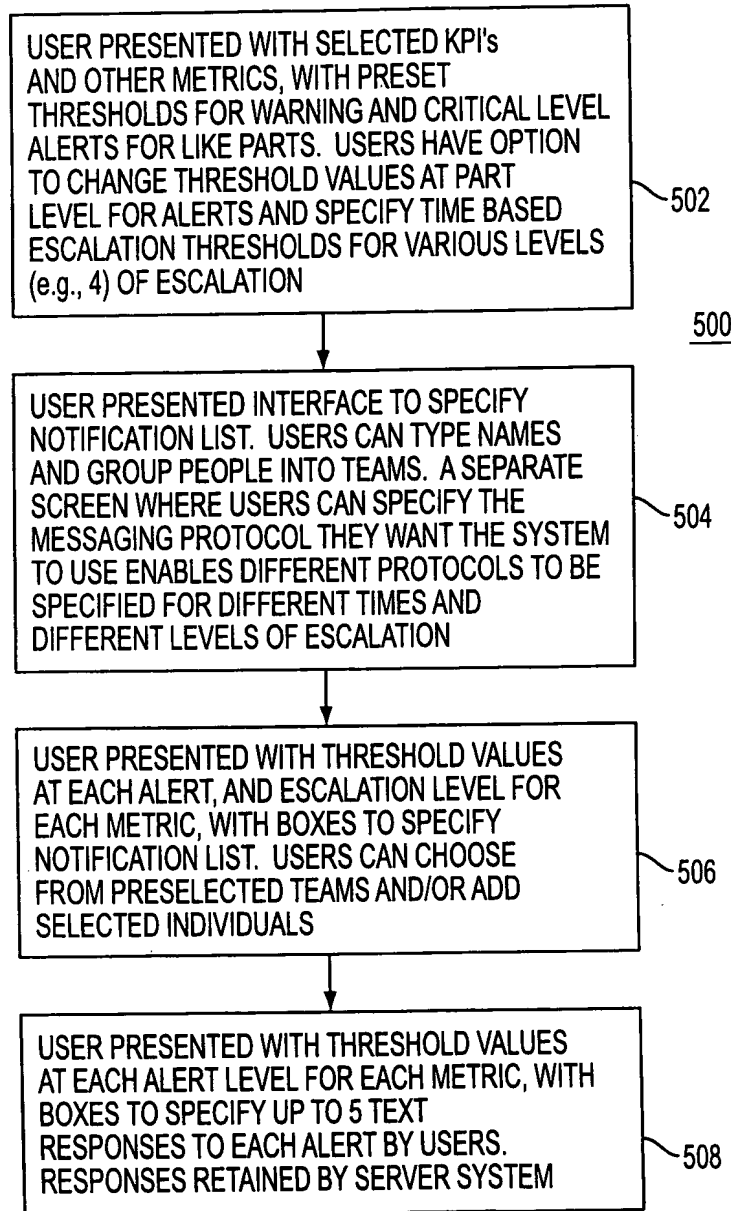 USER PRESENTED WITH SELECTED KPI's
AND OTHER METRICS, WITH PRESET
THRESHOLDS FOR WARNING AND CRITICAL LEVEL
ALERTS FOR LIKE PARTS. USERS HAVE OPTION
TO CHANGE THRESHOLD VALUES AT PART
LEVEL FOR ALERTS AND SPECIFY TIME BASED
ESCALATION THRESHOLDS FOR VARIOUS LEVELS
(e.g., 4) OF ESCALATION
502
500
USER PRESENTED INTERFACE TO SPECIFY
NOTIFICATION LIST. USERS CAN TYPE NAMES
AND GROUP PEOPLE INTO TEAMS. A SEPARATE
SCREEN WHERE USERS CAN SPECIFY THE
MESSAGING PROTOCOL THEY WANT THE SYSTEM
TO USE ENABLES DIFFERENT PROTOCOLS TO BE
SPECIFIED FOR DIFFERENT TIMES AND
DIFFERENT LEVELS OF ESCALATION
504
USER PRESENTED WITH THRESHOLD VALUES
AT EACH ALERT, AND ESCALATION LEVEL FOR
EACH METRIC, WITH BOXES TO SPECIFY
NOTIFICATION LIST. USERS CAN CHOOSE
FROM PRESELECTED TEAMS AND/OR ADD
SELECTED INDIVIDUALS
506
USER PRESENTED WITH THRESHOLD VALUES
AT EACH ALERT LEVEL FOR EACH METRIC, WITH
BOXES TO SPECIFY UP TO 5 TEXT
RESPONSES TO EACH ALERT BY USERS.
RESPONSES RETAINED BY SERVER SYSTEM
508